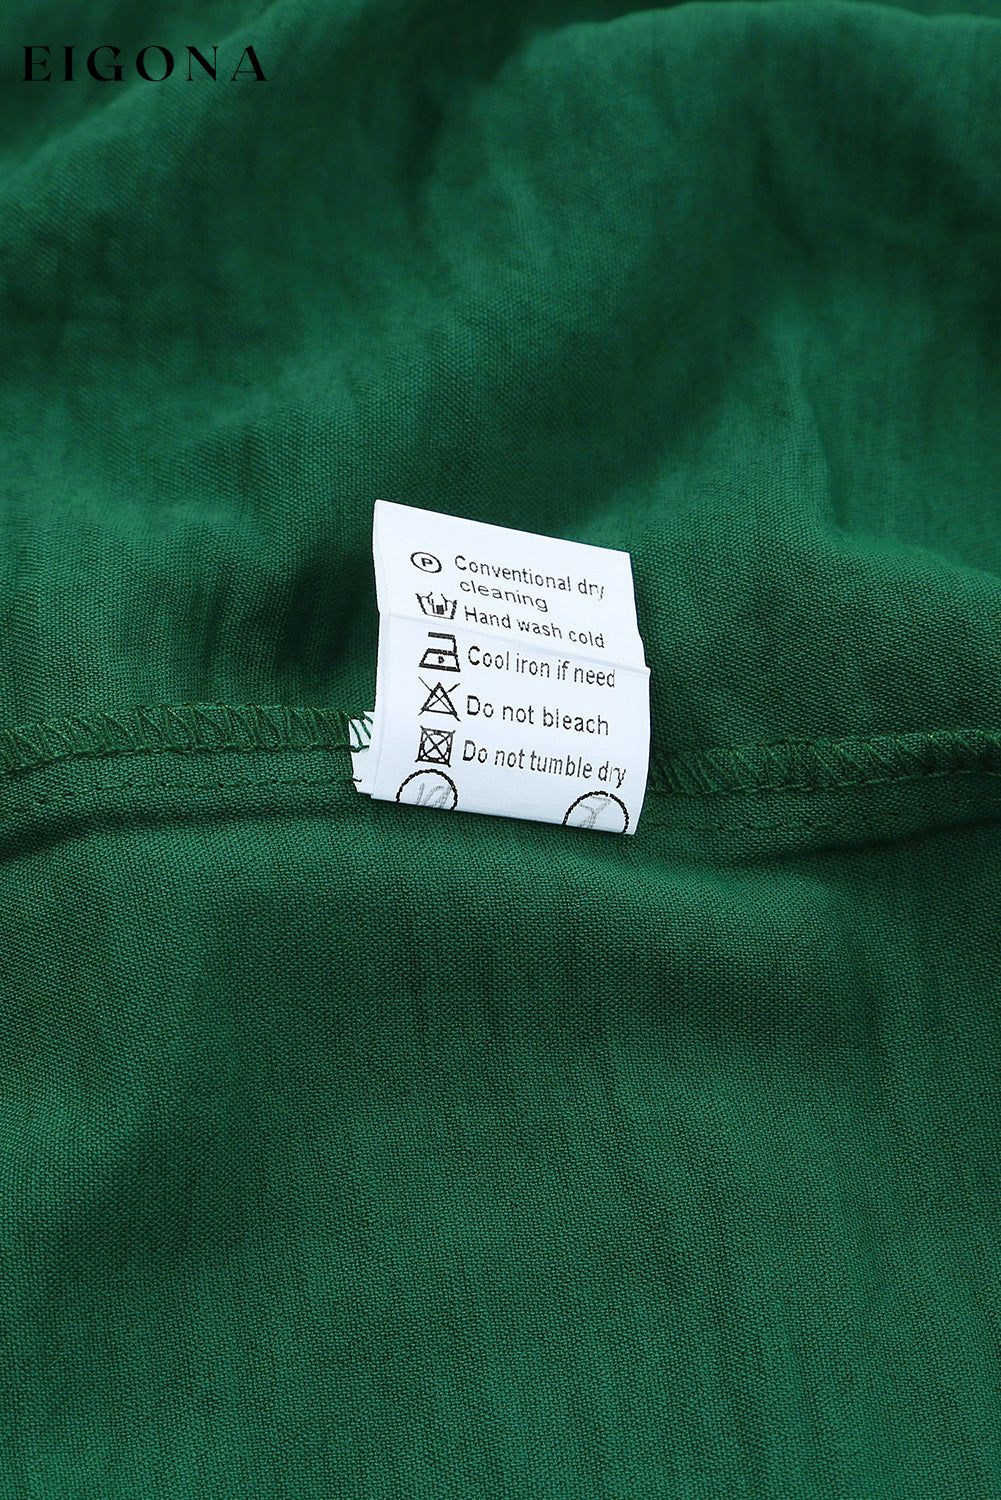 EIGONA
P Conventional dry
cleaning
Hand wash cold
Cool iron if need
Do not bleach
Do not tumble dry